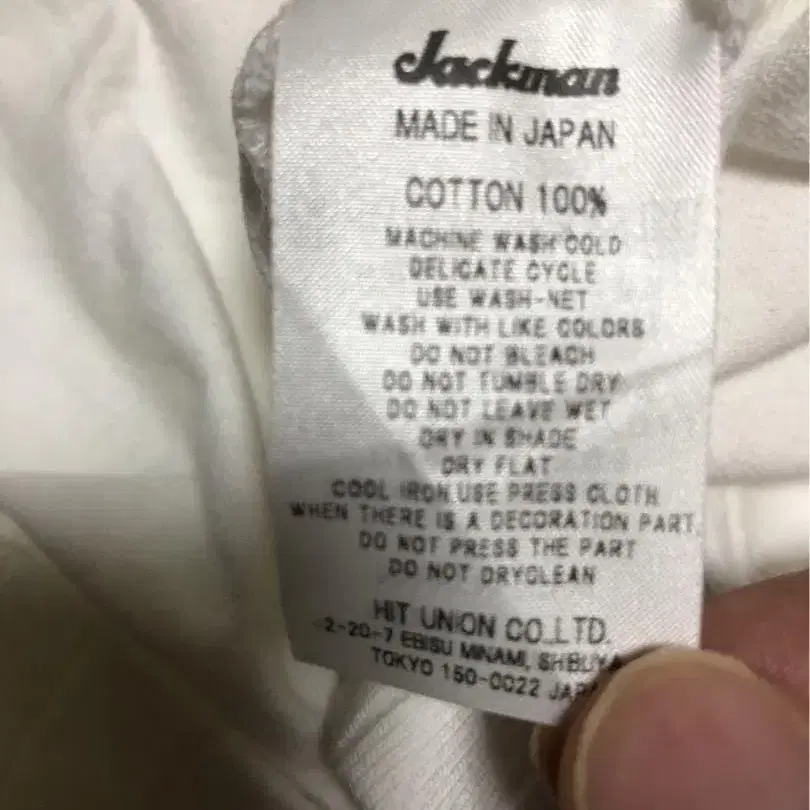 Jackman
MADE IN JAPAN
COTTON 100%
MACHINE WASH COLD
DELICATE CYCLE
USE WASH-NET
WASH WITH LIKE COLORS
DO NOT BLEACH
DO NOT TUMBLE DRY
DO NOT LEAVE WET
DRY IN SHADE
DRY FLAT
COOL IRON.USE PRESS CLOTH
WHEN THERE IS A DECORATION PART,
DO NOT PRESS THE PART
DO NOT DRYCLEAN
HIT UNION CO.,LTD.
2-20-7 EBISU MINAMI, SHIBUYA
TOKYO 150-0022 JAPA